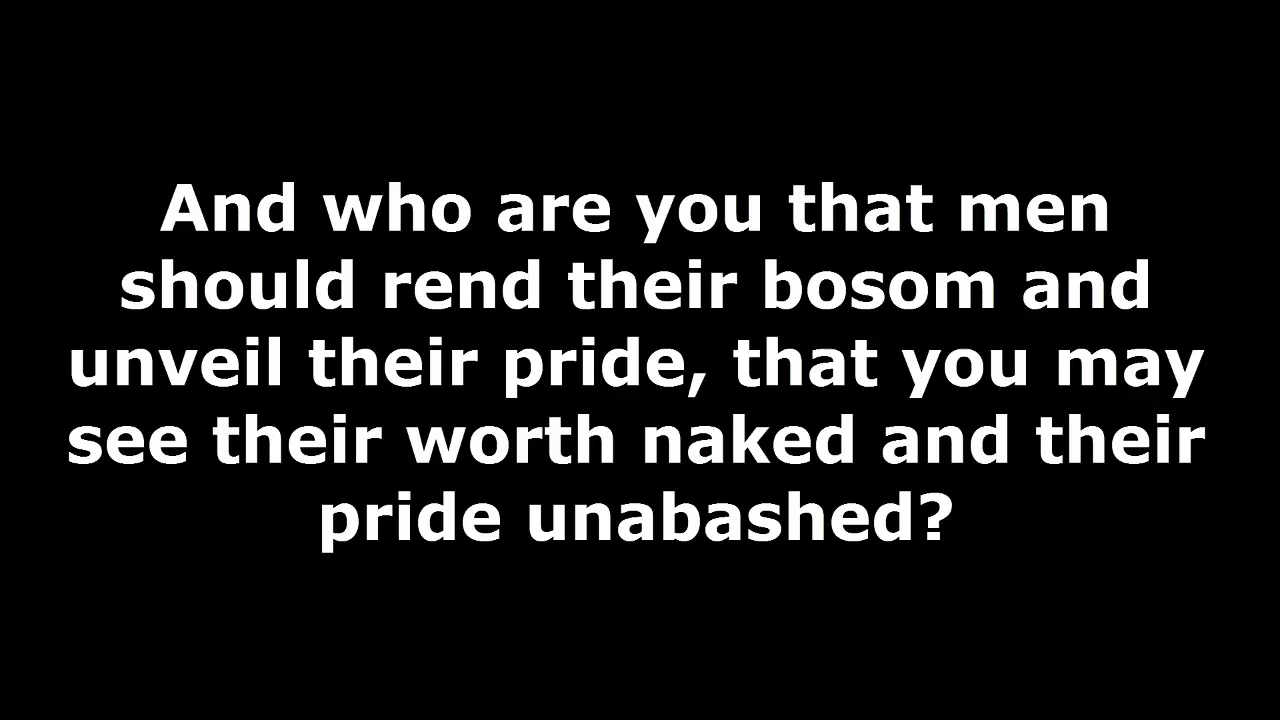 And who are you that men
should rend their bosom and
unveil their pride, that you may
see their worth naked and their
pride unabashed?